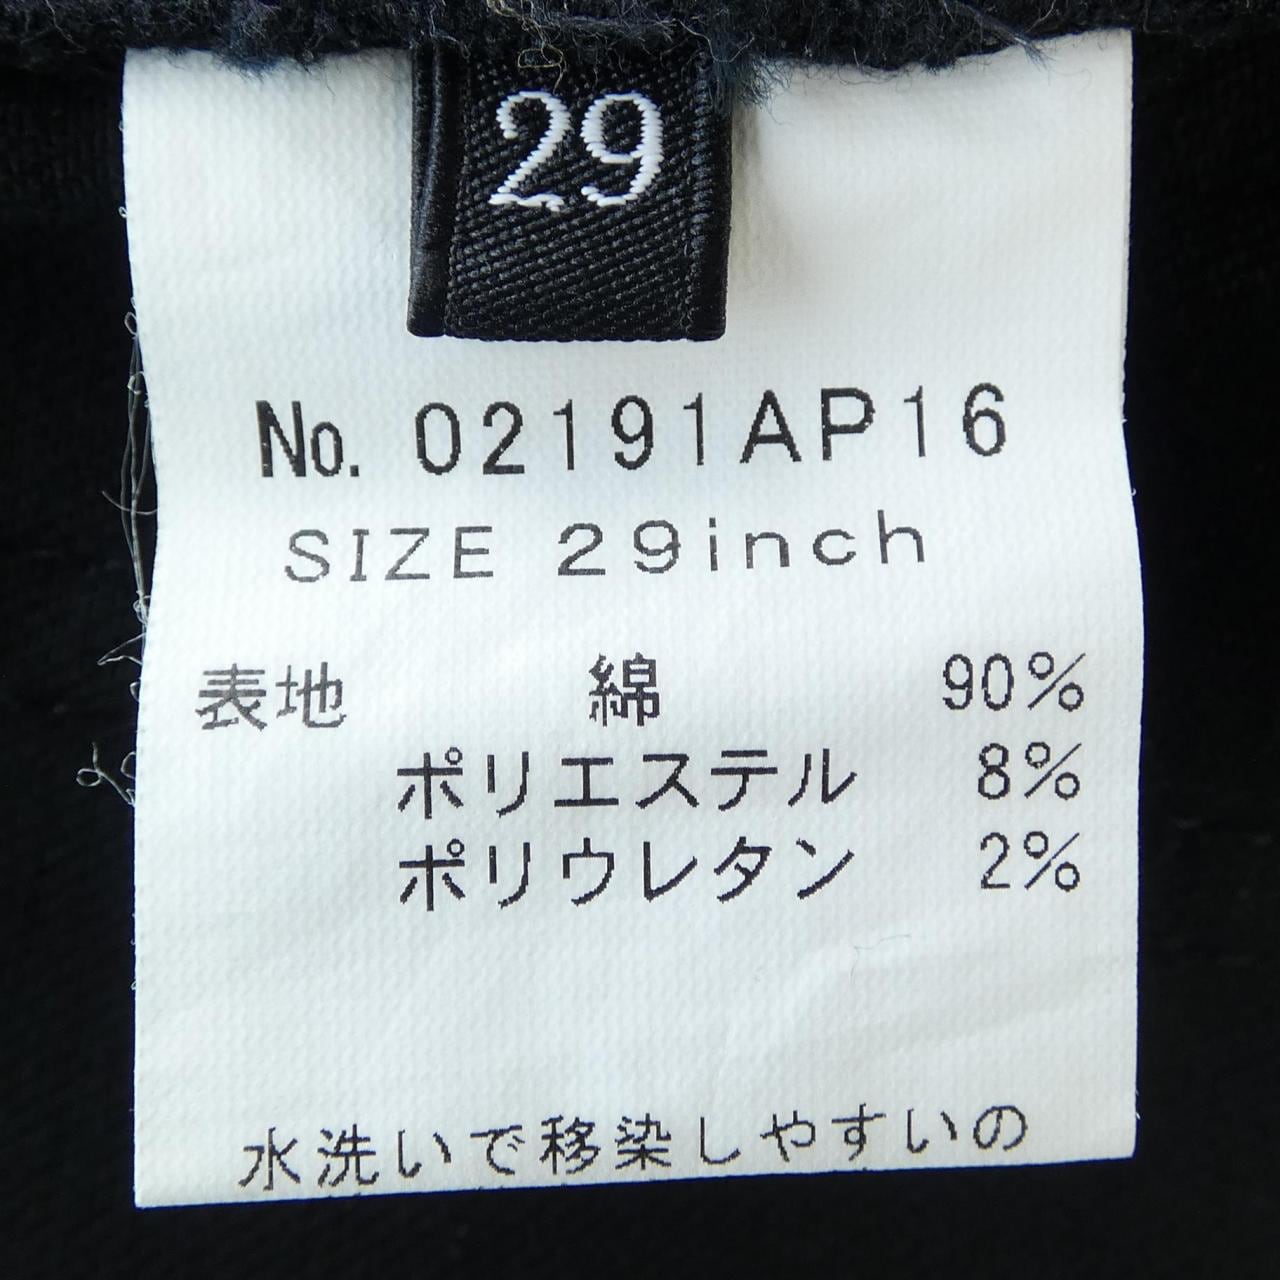 29
No. 02191AP16
SIZE 29inch
表地 綿 90%
ポリエステル 8%
ポリウレタン 2%
水洗いで移染しやすいの